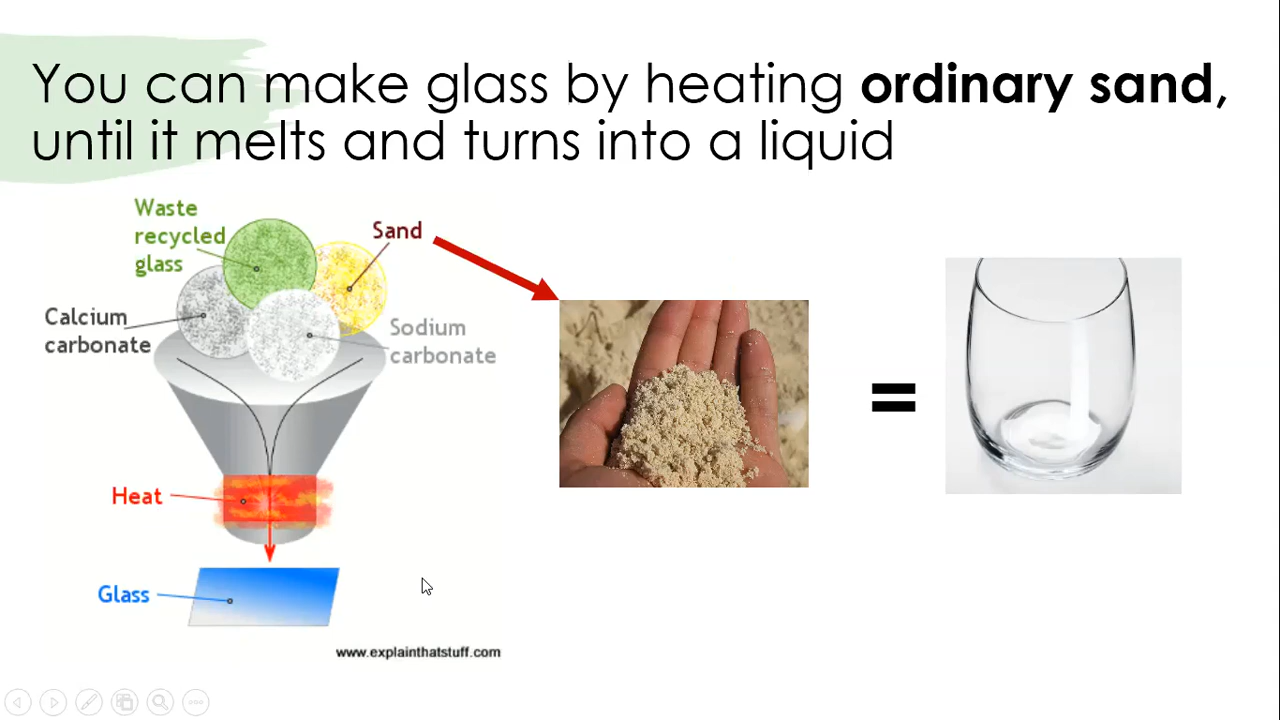 You can make glass by heating ordinary sand,
until it melts and turns into a liquid
Waste
recycled
glass
Sand
Calcium
carbonate
Sodium
carbonate
=
Heat
Glass
www.explainthatstuff.com